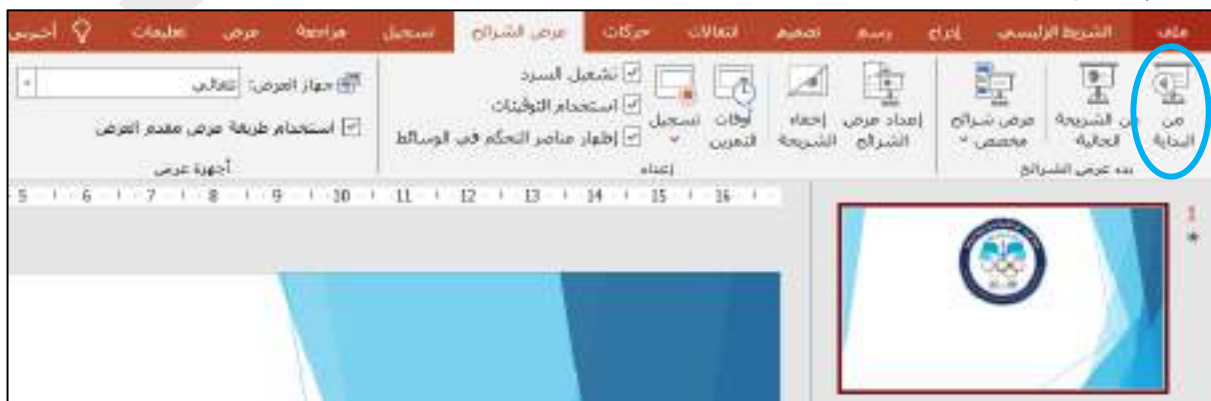 ملف الشريط الرئيسي إدراج رسم تصميم انتقالات حركات عرض الشرائح تسجيل مراجعة عرض تعليمات أخبرني
من البداية
من الشريحة الحالية
عرض شرائح مخصص
إعداد عرض الشرائح
إخفاء الشريحة
أوقات التمرين
تسجيل
تشغيل السرد
استخدام التوقيتات
إظهار عناصر التحكم في الوسائط
جهاز العرض: تلقائي
استخدام طريقة عرض مقدم العرض
بدء عرض الشرائح
إعداد
أجهزة عرض
5 6 7 8 9 10 11 12 13 14 15 16
1